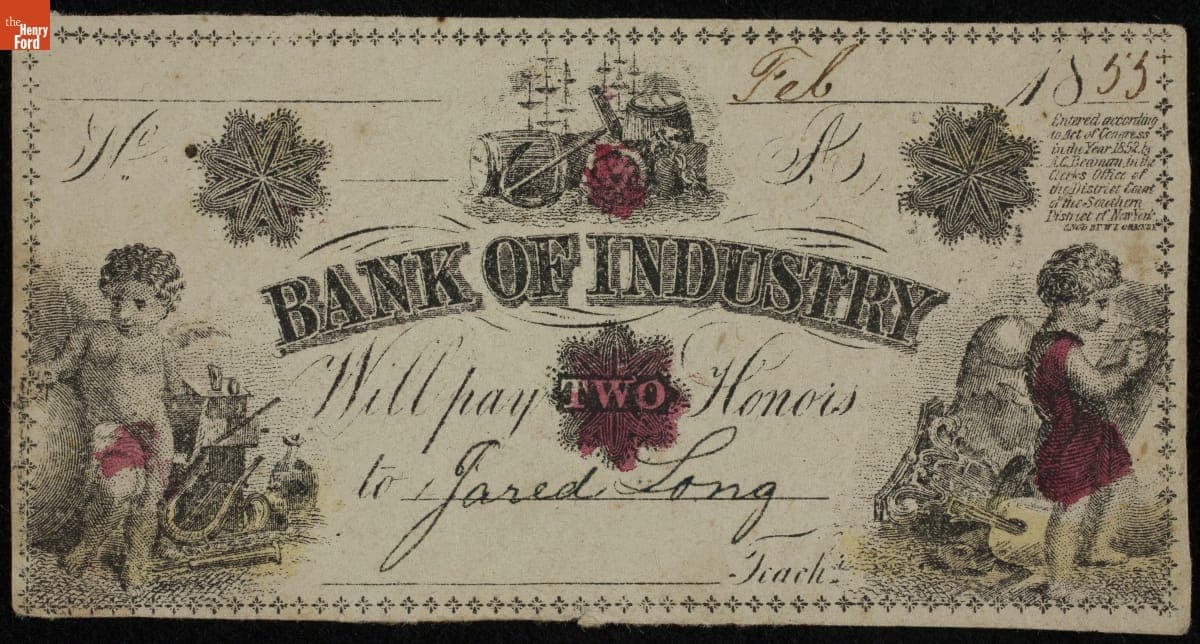 the
Henry
Ford
Feb 1855
No
Entered according
to Act of Congress
in the Year 1852 by
A.C. Beaman, in the
Clerks Office of
the District Court
of the Southern
District of New York
BANK OF INDUSTRY
Will pay TWO Honors
to Jared Long
Teachr